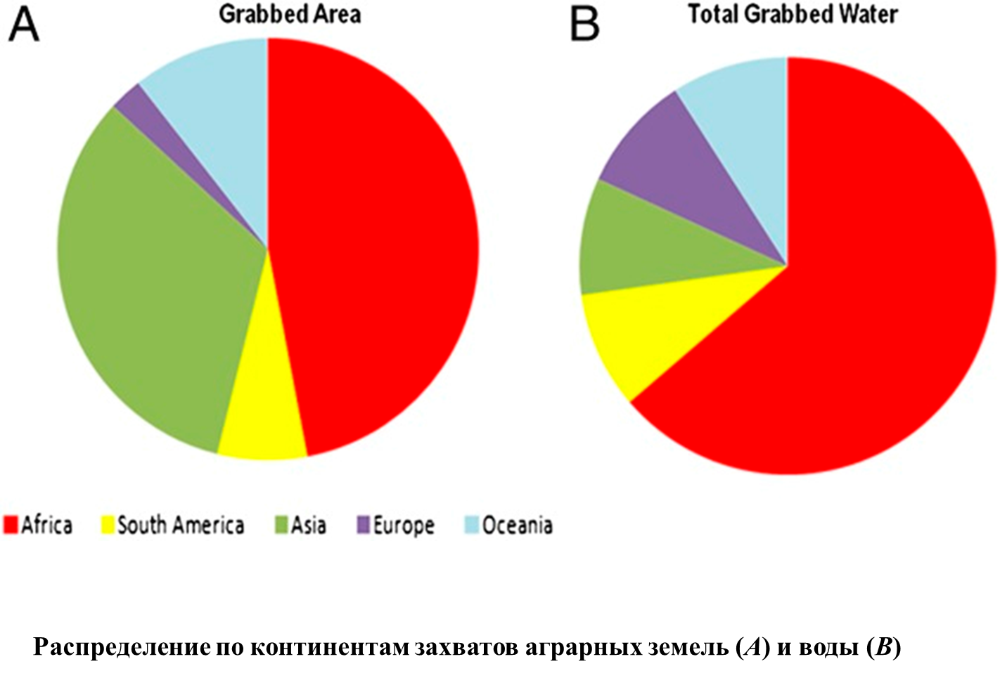 A
Grabbed Area
B
Total Grabbed Water
Africa South America Asia Europe Oceania
Распределение по континентам захватов аграрных земель (A) и воды (B)